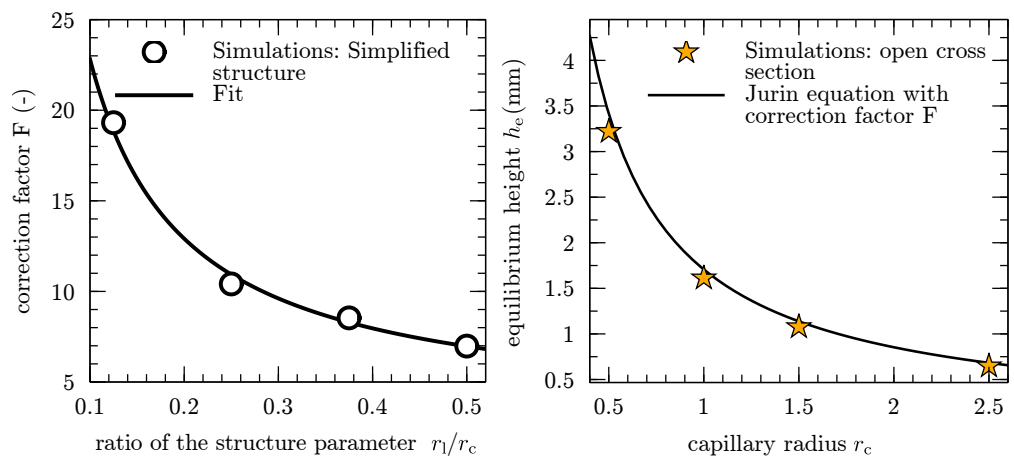 25
20
15
10
5
0.1 0.2 0.3 0.4 0.5
correction factor F (-)
ratio of the structure parameter r_l/r_c
Simulations: Simplified
structure
Fit
4
3.5
3
2.5
2
1.5
1
0.5
0.5 1 1.5 2 2.5
equilibrium height h_e(mm)
capillary radius r_c
Simulations: open cross
section
Jurin equation with
correction factor F